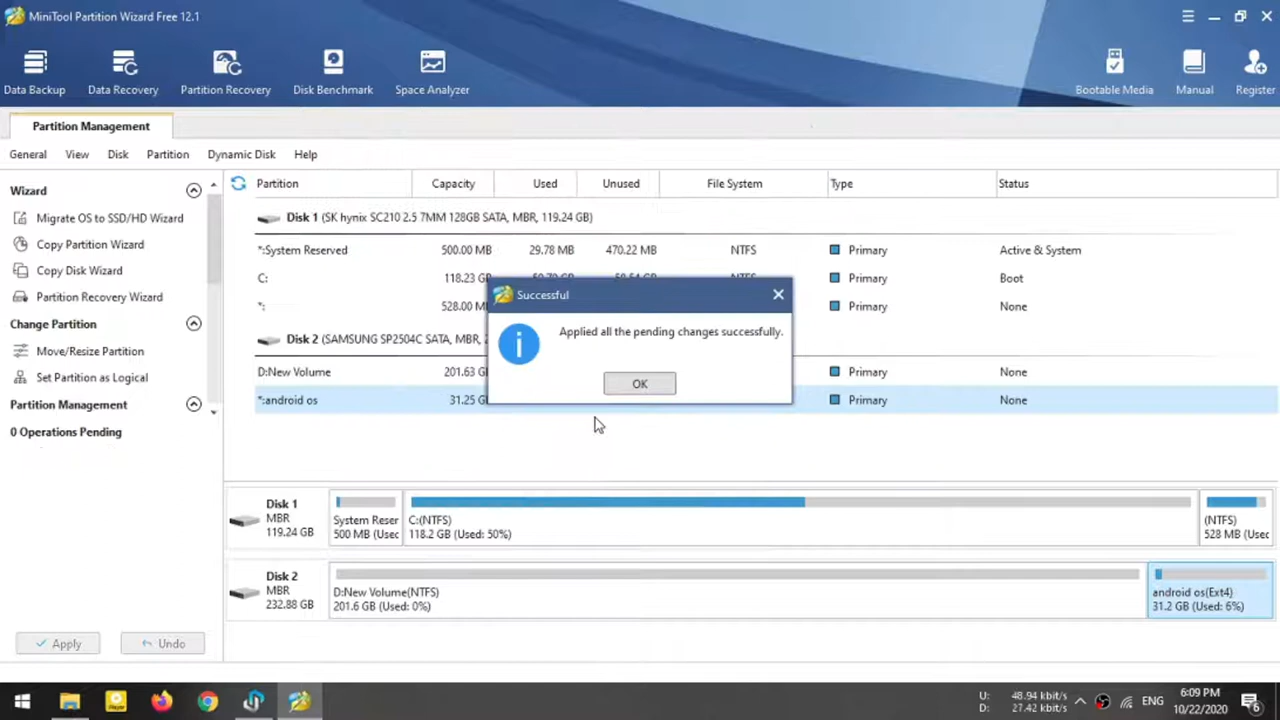 MiniTool Partition Wizard Free 12.1
Data Backup
Data Recovery
Partition Recovery
Disk Benchmark
Space Analyzer
Bootable Media
Manual
Register
Partition Management
General View Disk Partition Dynamic Disk Help
Wizard
Migrate OS to SSD/HD Wizard
Copy Partition Wizard
Copy Disk Wizard
Partition Recovery Wizard
Change Partition
Move/Resize Partition
Set Partition as Logical
Partition Management
0 Operations Pending
Apply
Undo
Partition Capacity Used Unused File System Type Status
Disk 1 (SK hynix SC210 2.5 7MM 128GB SATA, MBR, 119.24 GB)
*:System Reserved 500.00 MB 29.78 MB 470.22 MB NTFS Primary Active & System
C: 118.23 GB Primary Boot
*: 528.00 M Primary None
Disk 2 (SAMSUNG SP2504C SATA, MBR,
D:New Volume 201.63 G Primary None
*:android os 31.25 G Primary None
Successful
Applied all the pending changes successfully.
OK
Disk 1
MBR
119.24 GB
System Reser
500 MB (Usec
C:(NTFS)
118.2 GB (Used: 50%)
(NTFS)
528 MB (Usec
Disk 2
MBR
232.88 GB
D:New Volume(NTFS)
201.6 GB (Used: 0%)
android os(Ext4)
31.2 GB (Used: 6%)
U: 48.94 kbit/s
D: 27.42 kbit/s
ENG
6:09 PM
10/22/2020
6